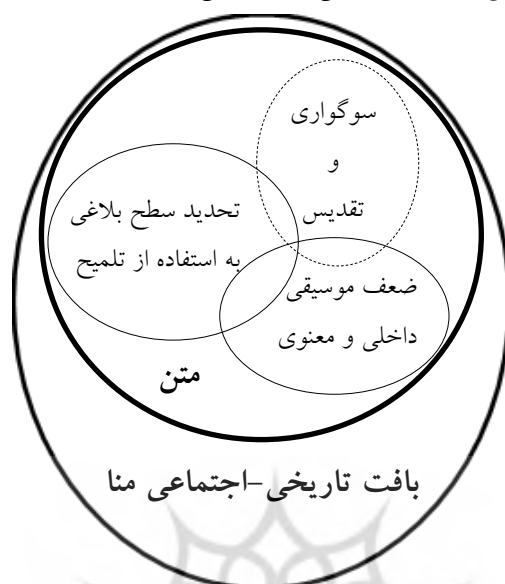 سوگواری
و
تقدیس
تحدید سطح بلاغی
به استفاده از تلمیح
ضعف موسیقی
داخلی و معنوی
متن
بافت تاریخی-اجتماعی منا